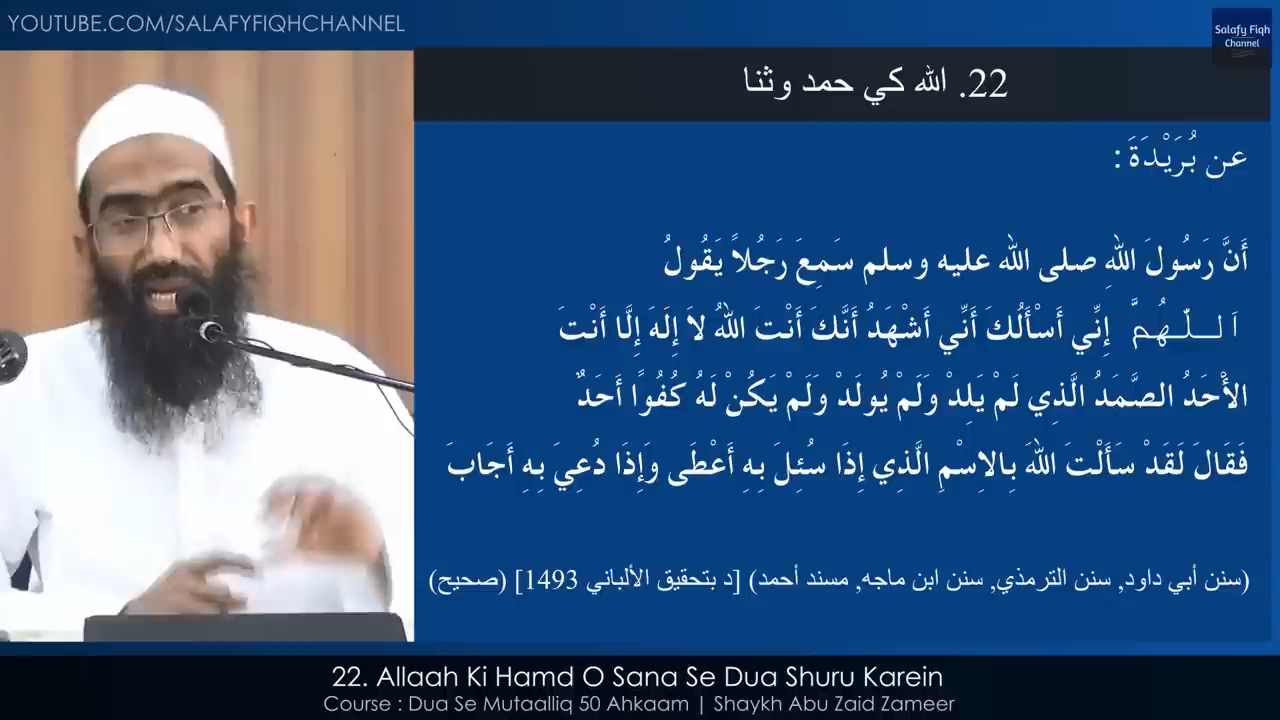 YOUTUBE.COM/SALAFYFIQHCHANNEL
Salafy Fiqh
Channel
22. الله كي حمد وثنا
عن بُرَيْدَةَ :
أَنَّ رَسُولَ اللهِ صلى الله عليه وسلم سَمِعَ رَجُلاً يَقُولُ
اَللّٰهُمَّ إِنِّي أَسْأَلُكَ أَنِّي أَشْهَدُ أَنَّكَ أَنْتَ اللهُ لاَ إِلَهَ إِلَّا أَنْتَ
الأَحَدُ الصَّمَدُ الَّذِي لَمْ يَلِدْ وَلَمْ يُولَدْ وَلَمْ يَكُنْ لَهُ كُفُوًا أَحَدٌ
فَقَالَ لَقَدْ سَأَلْتَ اللهَ بِالاِسْمِ الَّذِي إِذَا سُئِلَ بِهِ أَعْطَى وَإِذَا دُعِيَ بِهِ أَجَابَ
(سنن أبي داود, سنن الترمذي, سنن ابن ماجه, مسند أحمد) [د بتحقيق الألباني 1493] (صحيح)
22. Allaah Ki Hamd O Sana Se Dua Shuru Karein
Course : Dua Se Mutaalliq 50 Ahkaam | Shaykh Abu Zaid Zameer